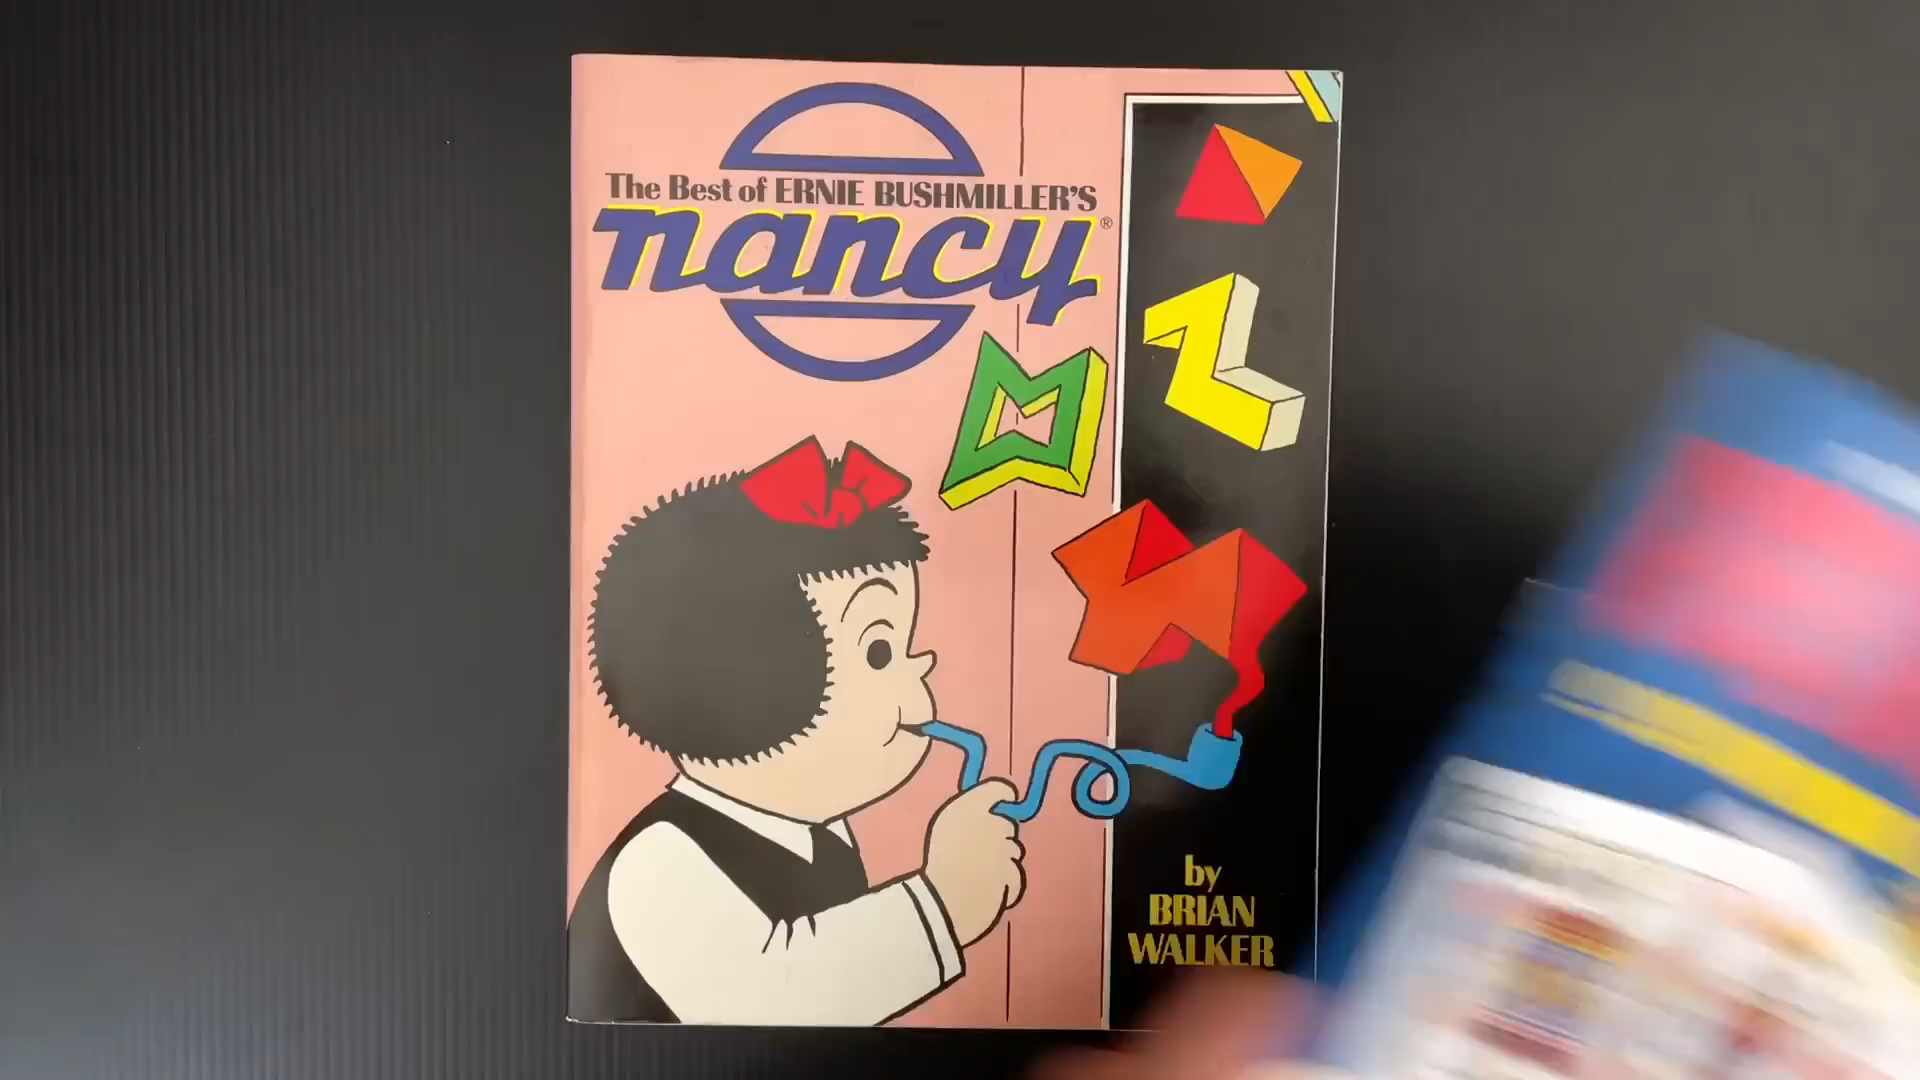 The Best of ERNIE BUSHMILLER'S
nancy®
by
BRIAN
WALKER